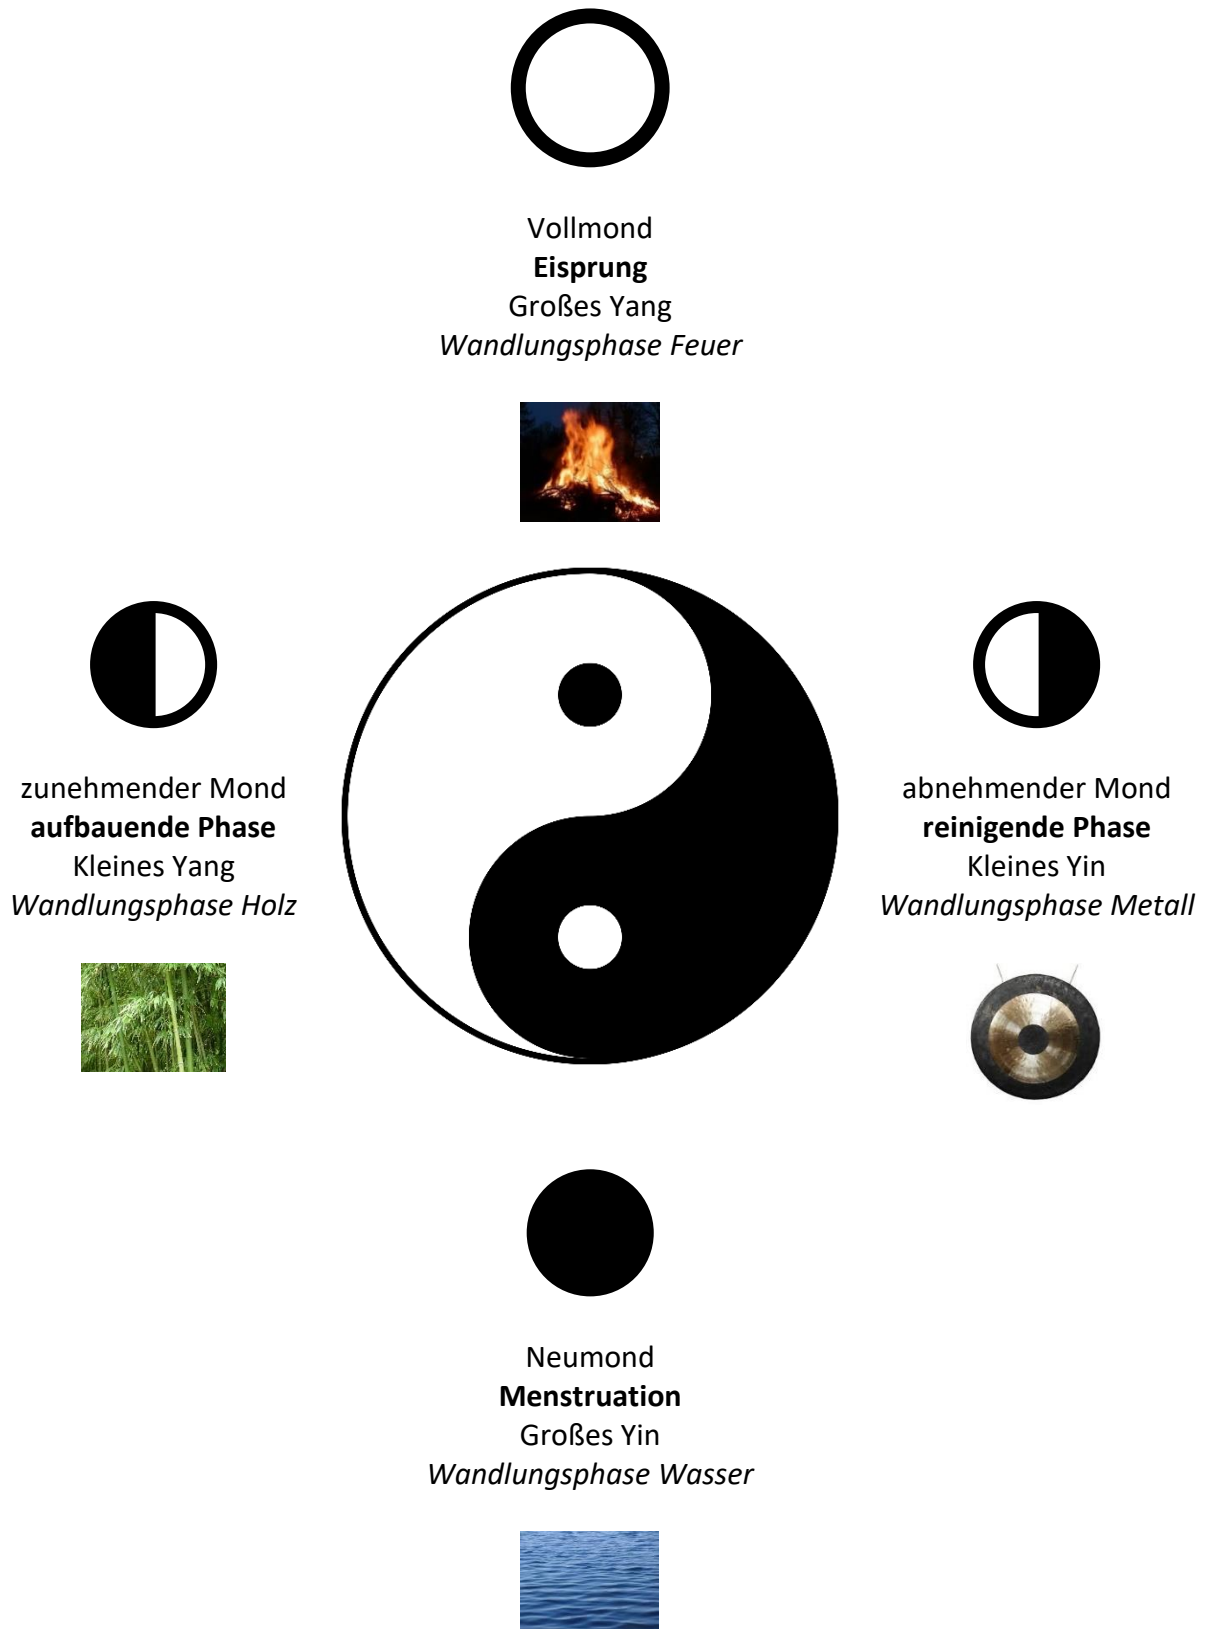 Vollmond
Eisprung
Großes Yang
Wandlungsphase Feuer
zunehmender Mond
aufbauende Phase
Kleines Yang
Wandlungsphase Holz
abnehmender Mond
reinigende Phase
Kleines Yin
Wandlungsphase Metall
Neumond
Menstruation
Großes Yin
Wandlungsphase Wasser